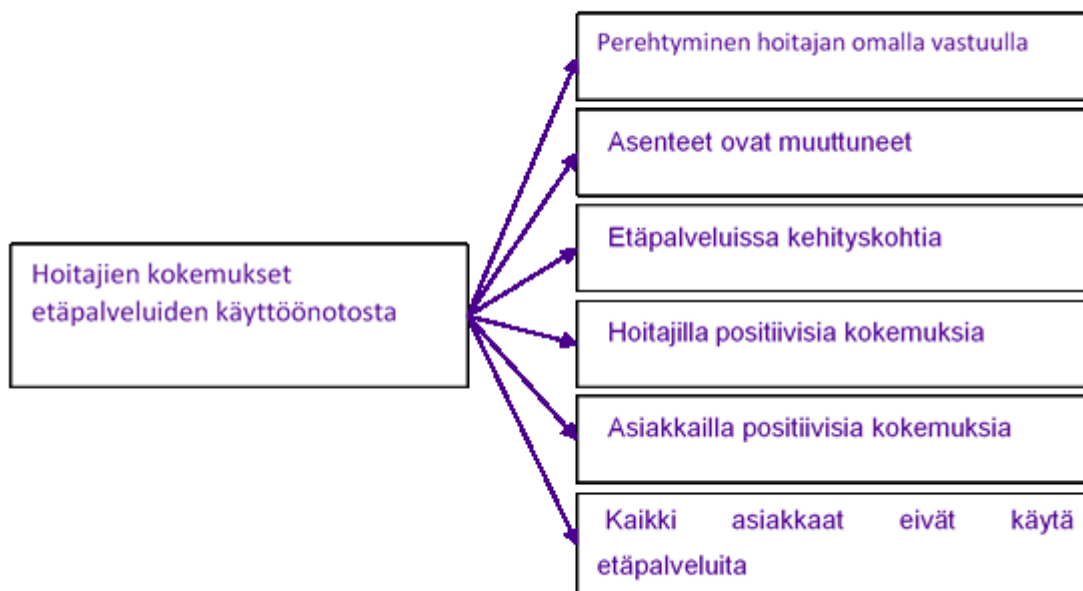 Perehtyminen hoitajan omalla vastuulla
Asenteet ovat muuttuneet
Etäpalveluissa kehityskohtia
Hoitajien kokemukset
etäpalveluiden käyttöönotosta
Hoitajilla positiivisia kokemuksia
Asiakkailla positiivisia kokemuksia
Kaikki asiakkaat eivät käytä
etäpalveluita